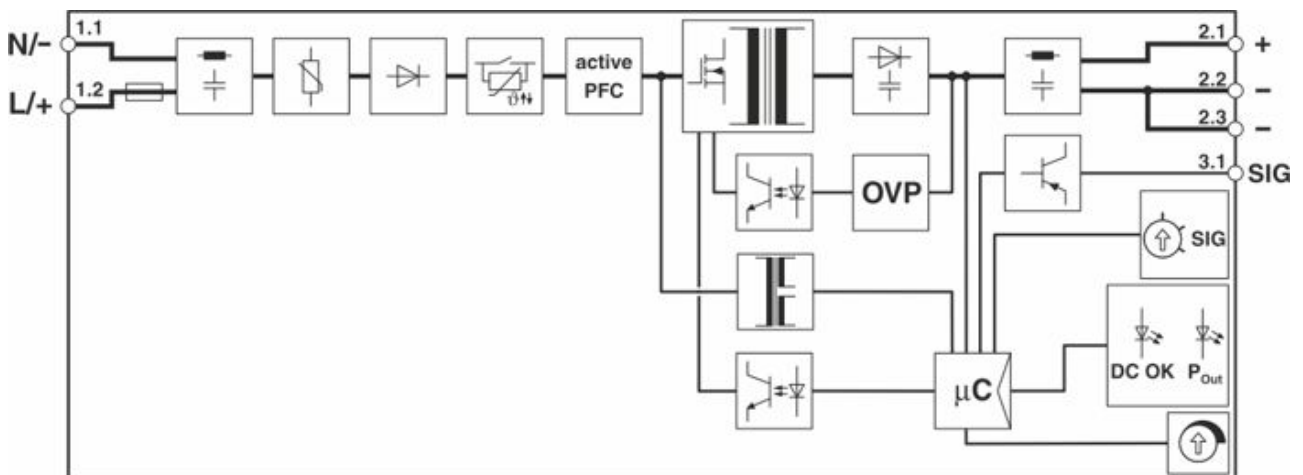 N/-
1.1
L/+
1.2
active
PFC
2.1
+
2.2
−
2.3
−
3.1
SIG
OVP
SIG
μC
DC OK
P_Out
ϑ